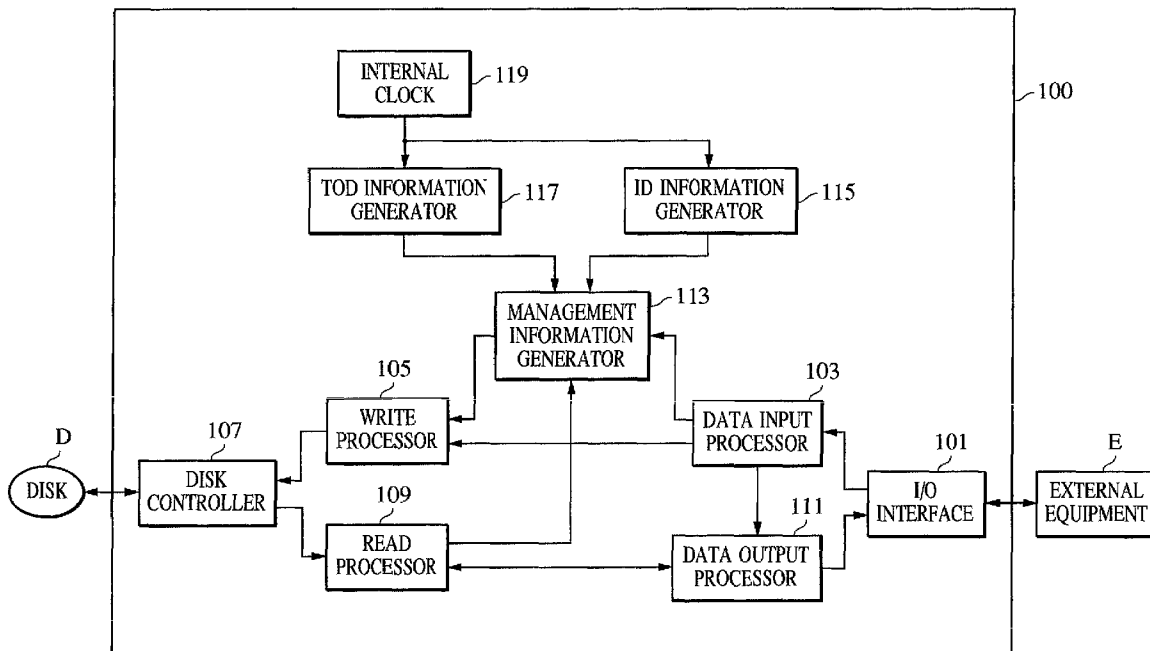 INTERNAL
CLOCK
119
100
TOD INFORMATION
GENERATOR
117
ID INFORMATION
GENERATOR
115
MANAGEMENT
INFORMATION
GENERATOR
113
105
WRITE
PROCESSOR
103
DATA INPUT
PROCESSOR
D
DISK
107
DISK
CONTROLLER
109
READ
PROCESSOR
111
DATA OUTPUT
PROCESSOR
101
I/O
INTERFACE
E
EXTERNAL
EQUIPMENT